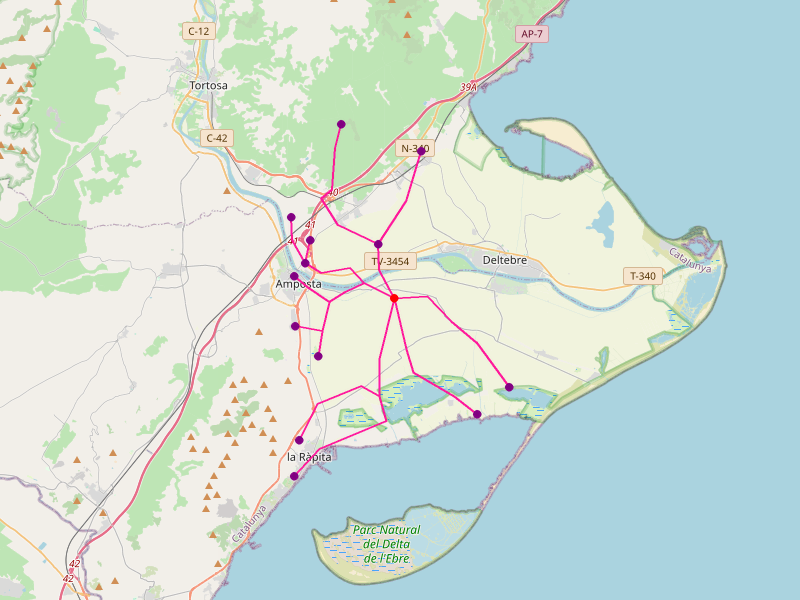 C-12
AP-7
Tortosa
39A
C-42
N-340
40
41
41
TV-3454
Deltebre
Catalunya
T-340
Amposta
la Ràpita
Catalunya
Parc Natural
del Delta
de l'Ebre
42
42